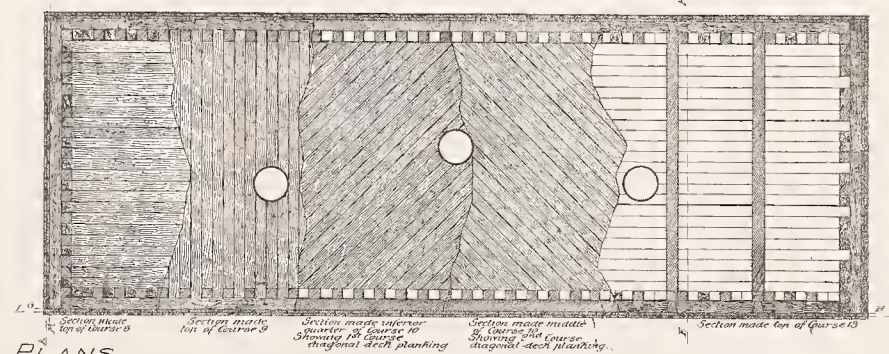 Section made
top of Course 8
Section made
top of Course 9
Section made inferior
quarter of Course 10
Showing 1st Course
diagonal deck planking
Section made middle
of Course 10
Showing 2nd Course
diagonal deck planking.
Section made top of Course 13
PLANS